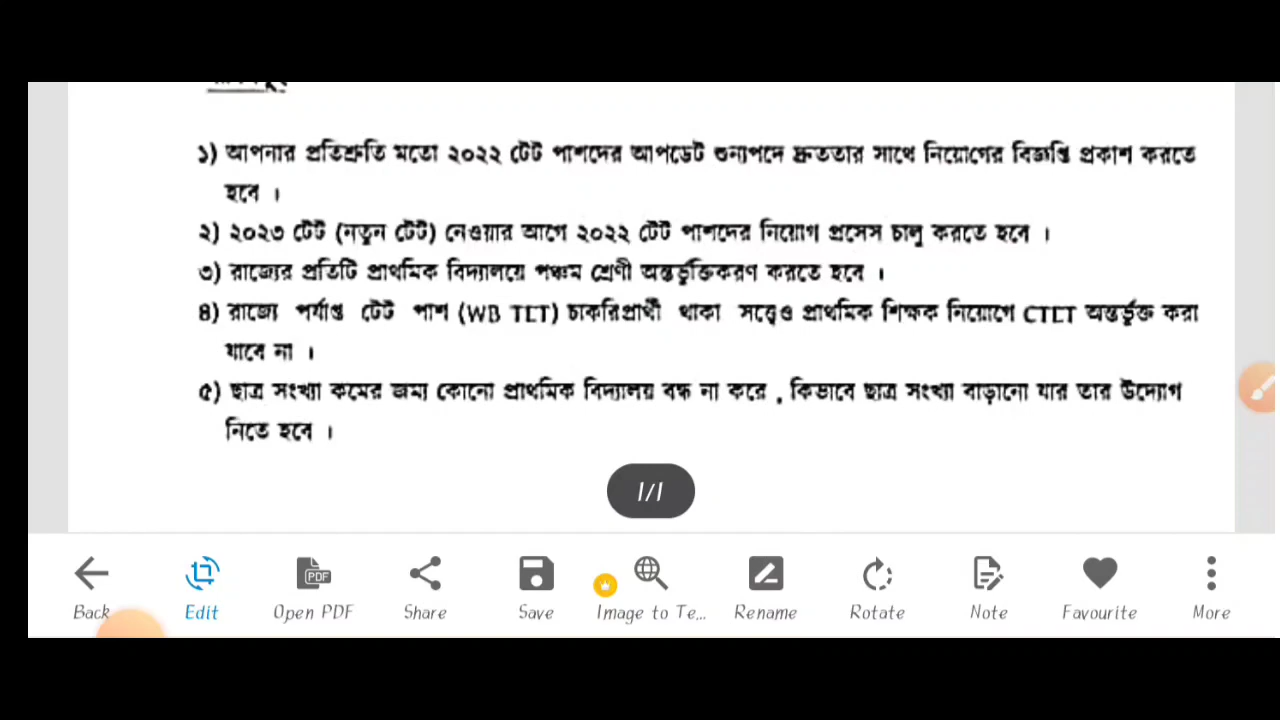 ১) আপনার প্রতিশ্রুতি মতো ২০২২ টেট পাশদের আপডেট শুন্যপদে দ্রুততার সাথে নিয়োগের বিজ্ঞপ্তি প্রকাশ করতে
হবে ।
২) ২০২৩ টেট (নতুন টেট) নেওয়ার আগে ২০২২ টেট পাশদের নিয়োগ প্রসেস চালু করতে হবে ।
৩) রাজ্যের প্রতিটি প্রাথমিক বিদ্যালয়ে পঞ্চম শ্রেণী অন্তর্ভুক্তিকরণ করতে হবে ।
৪) রাজ্যে পর্যাপ্ত টেট পাশ (WB TET) চাকরিপ্রার্থী থাকা সত্ত্বেও প্রাথমিক শিক্ষক নিয়োগে CTET অন্তর্ভুক্ত করা
যাবে না ।
৫) ছাত্র সংখ্যা কমের জন্য কোনো প্রাথমিক বিদ্যালয় বন্ধ না করে , কিভাবে ছাত্র সংখ্যা বাড়ানো যায় তার উদ্যোগ
নিতে হবে ।
1/1
PDF
Back Edit Open PDF Share Save Image to Te... Rename Rotate Note Favourite More